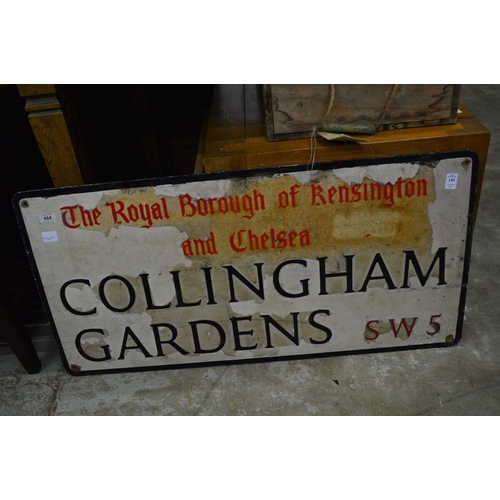 The Royal Borough of Kensington
and Chelsea
COLLINGHAM
GARDENS SW5